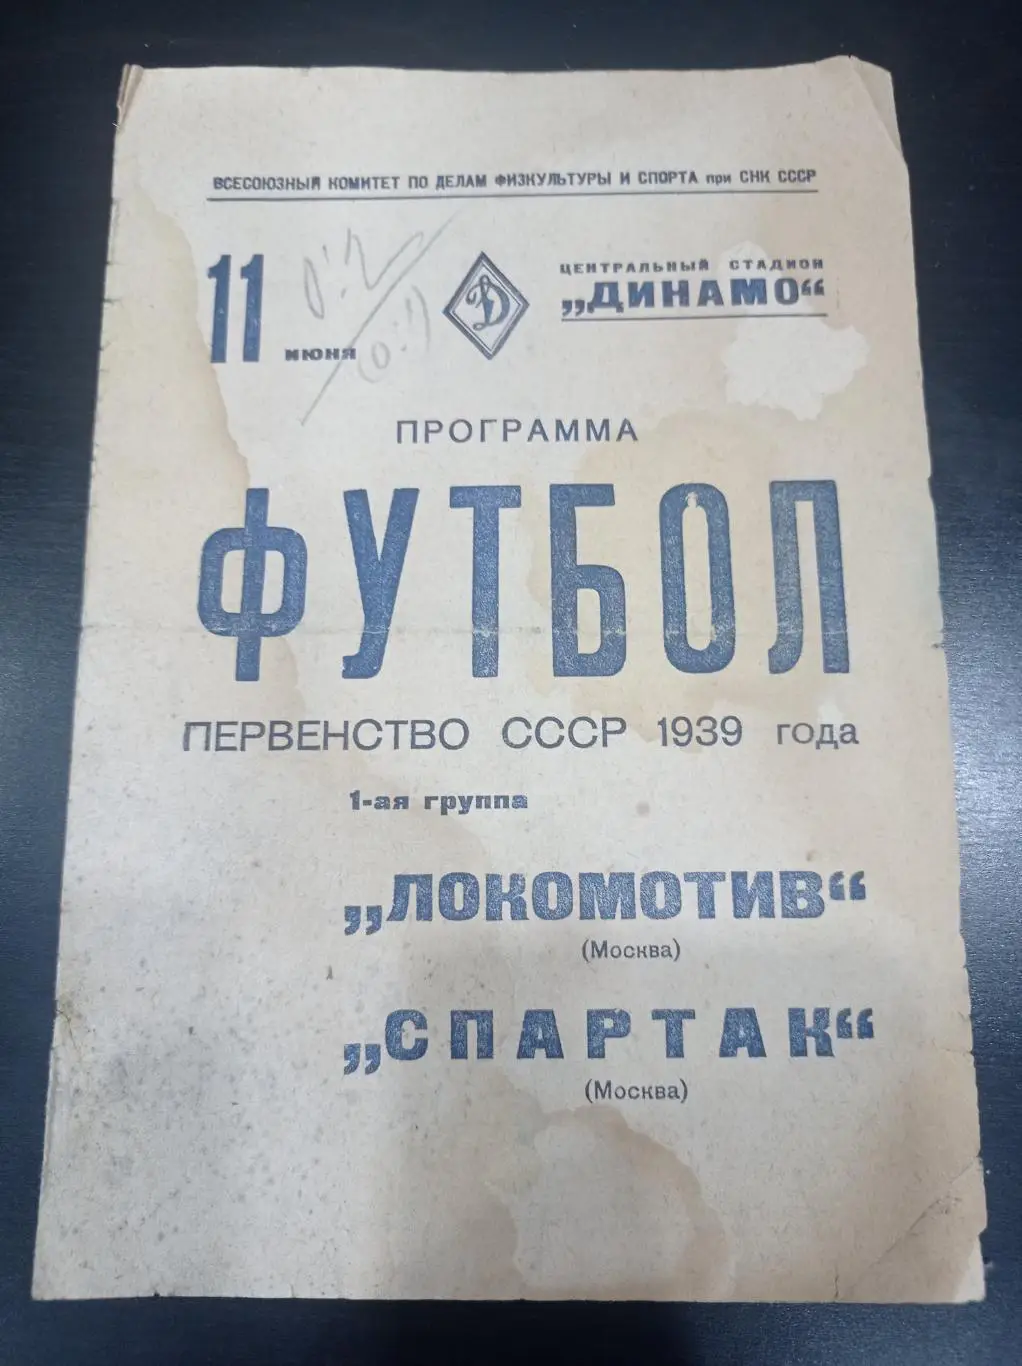 ВСЕСОЮЗНЫЙ КОМИТЕТ ПО ДЕЛАМ ФИЗКУЛЬТУРЫ И СПОРТА при СНК СССР
11 июня
0:2
(0:1)
Д
ЦЕНТРАЛЬНЫЙ СТАДИОН
„ДИНАМО“
ПРОГРАММА
ФУТБОЛ
ПЕРВЕНСТВО СССР 1939 года
1-ая группа
„ЛОКОМОТИВ“
(Москва)
„СПАРТАК“
(Москва)